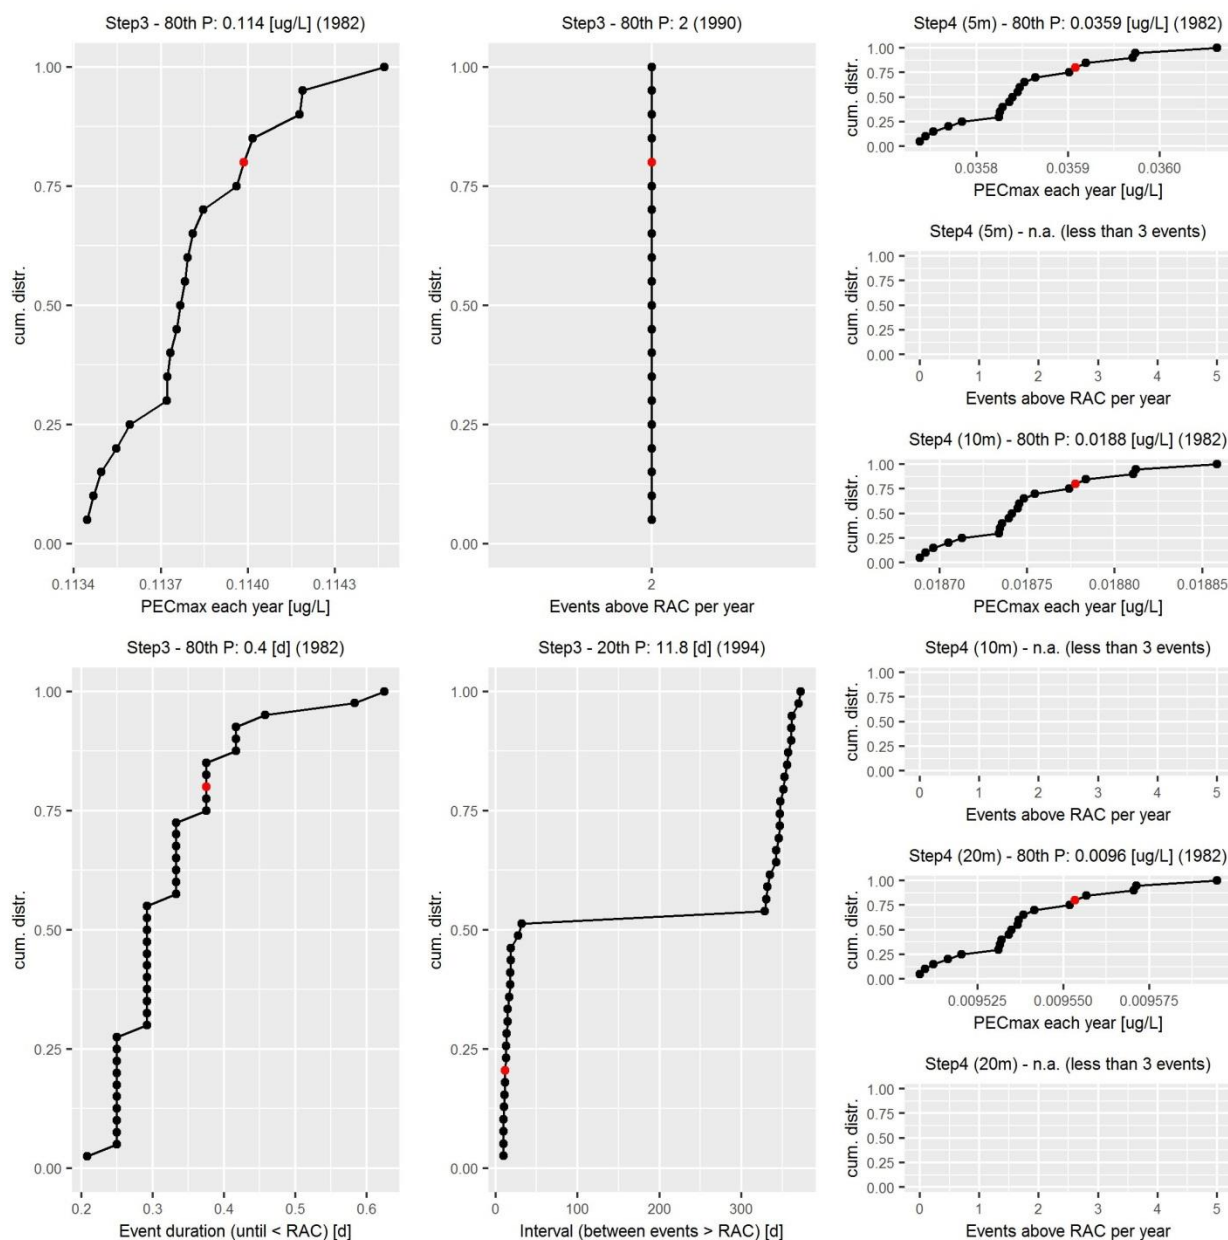 Step3 - 80th P: 0.114 [ug/L] (1982)
1.00
0.75
0.50
0.25
0.00
cum. distr.
0.1134 0.1137 0.1140 0.1143
PECmax each year [ug/L]
Step3 - 80th P: 2 (1990)
1.00
0.75
0.50
0.25
0.00
cum. distr.
2
Events above RAC per year
Step4 (5m) - 80th P: 0.0359 [ug/L] (1982)
1.00
0.75
0.50
0.25
0.00
cum. distr.
0.0358 0.0359 0.0360
PECmax each year [ug/L]
Step4 (5m) - n.a. (less than 3 events)
1.00
0.75
0.50
0.25
0.00
cum. distr.
0 1 2 3 4 5
Events above RAC per year
Step4 (10m) - 80th P: 0.0188 [ug/L] (1982)
1.00
0.75
0.50
0.25
0.00
cum. distr.
0.01870 0.01875 0.01880 0.01885
PECmax each year [ug/L]
Step3 - 80th P: 0.4 [d] (1982)
1.00
0.75
0.50
0.25
0.00
cum. distr.
0.2 0.3 0.4 0.5 0.6
Event duration (until < RAC) [d]
Step3 - 20th P: 11.8 [d] (1994)
1.00
0.75
0.50
0.25
0.00
cum. distr.
0 100 200 300
Interval (between events > RAC) [d]
Step4 (10m) - n.a. (less than 3 events)
1.00
0.75
0.50
0.25
0.00
cum. distr.
0 1 2 3 4 5
Events above RAC per year
Step4 (20m) - 80th P: 0.0096 [ug/L] (1982)
1.00
0.75
0.50
0.25
0.00
cum. distr.
0.009525 0.009550 0.009575
PECmax each year [ug/L]
Step4 (20m) - n.a. (less than 3 events)
1.00
0.75
0.50
0.25
0.00
cum. distr.
0 1 2 3 4 5
Events above RAC per year